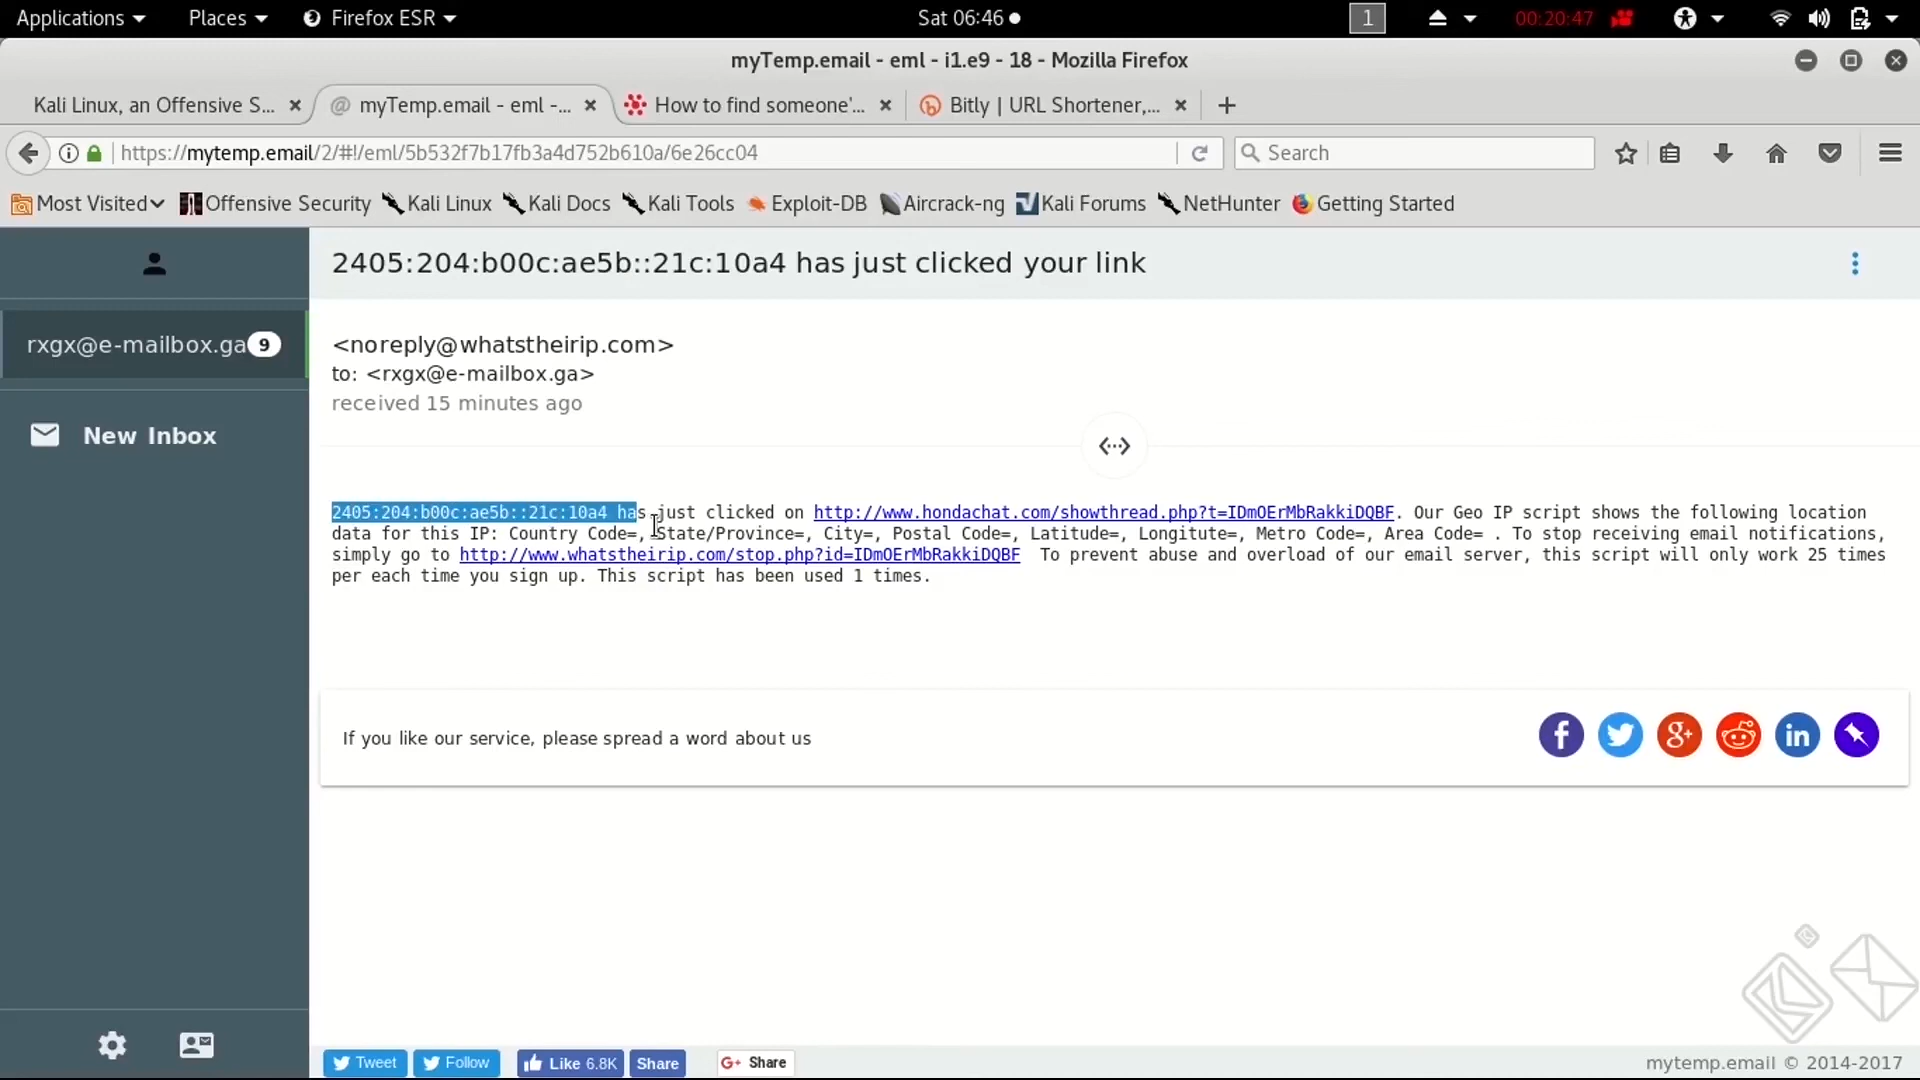 Applications Places Firefox ESR Sat 06:46 1 00:20:47
myTemp.email - eml - i1.e9 - 18 - Mozilla Firefox
Kali Linux, an Offensive S... myTemp.email - eml -... How to find someone'... Bitly | URL Shortener,...
https://mytemp.email/2/#!/eml/5b532f7b17fb3a4d752b610a/6e26cc04 Search
Most Visited Offensive Security Kali Linux Kali Docs Kali Tools Exploit-DB Aircrack-ng Kali Forums NetHunter Getting Started
2405:204:b00c:ae5b::21c:10a4 has just clicked your link
rxgx@e-mailbox.ga 9
New Inbox
<noreply@whatstheirip.com>
to: <rxgx@e-mailbox.ga>
received 15 minutes ago
2405:204:b00c:ae5b::21c:10a4 has just clicked on http://www.hondachat.com/showthread.php?t=IDmOErMbRakkiDQBF. Our Geo IP script shows the following location
data for this IP: Country Code=, State/Province=, City=, Postal Code=, Latitude=, Longitute=, Metro Code=, Area Code= . To stop receiving email notifications,
simply go to http://www.whatstheirip.com/stop.php?id=IDmOErMbRakkiDQBF To prevent abuse and overload of our email server, this script will only work 25 times
per each time you sign up. This script has been used 1 times.
If you like our service, please spread a word about us
Tweet Follow Like 6.8K Share G+ Share
mytemp.email © 2014-2017